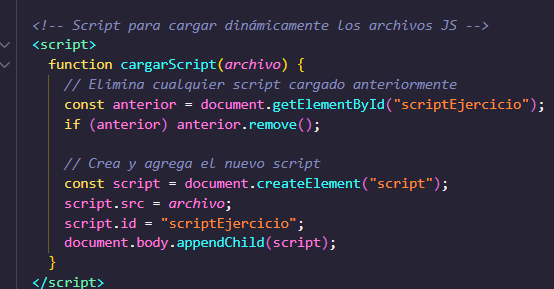 <!-- Script para cargar dinámicamente los archivos JS -->
<script>
  function cargarScript(archivo) {
    // Elimina cualquier script cargado anteriormente
    const anterior = document.getElementById("scriptEjercicio");
    if (anterior) anterior.remove();

    // Crea y agrega el nuevo script
    const script = document.createElement("script");
    script.src = archivo;
    script.id = "scriptEjercicio";
    document.body.appendChild(script);
  }
</script>